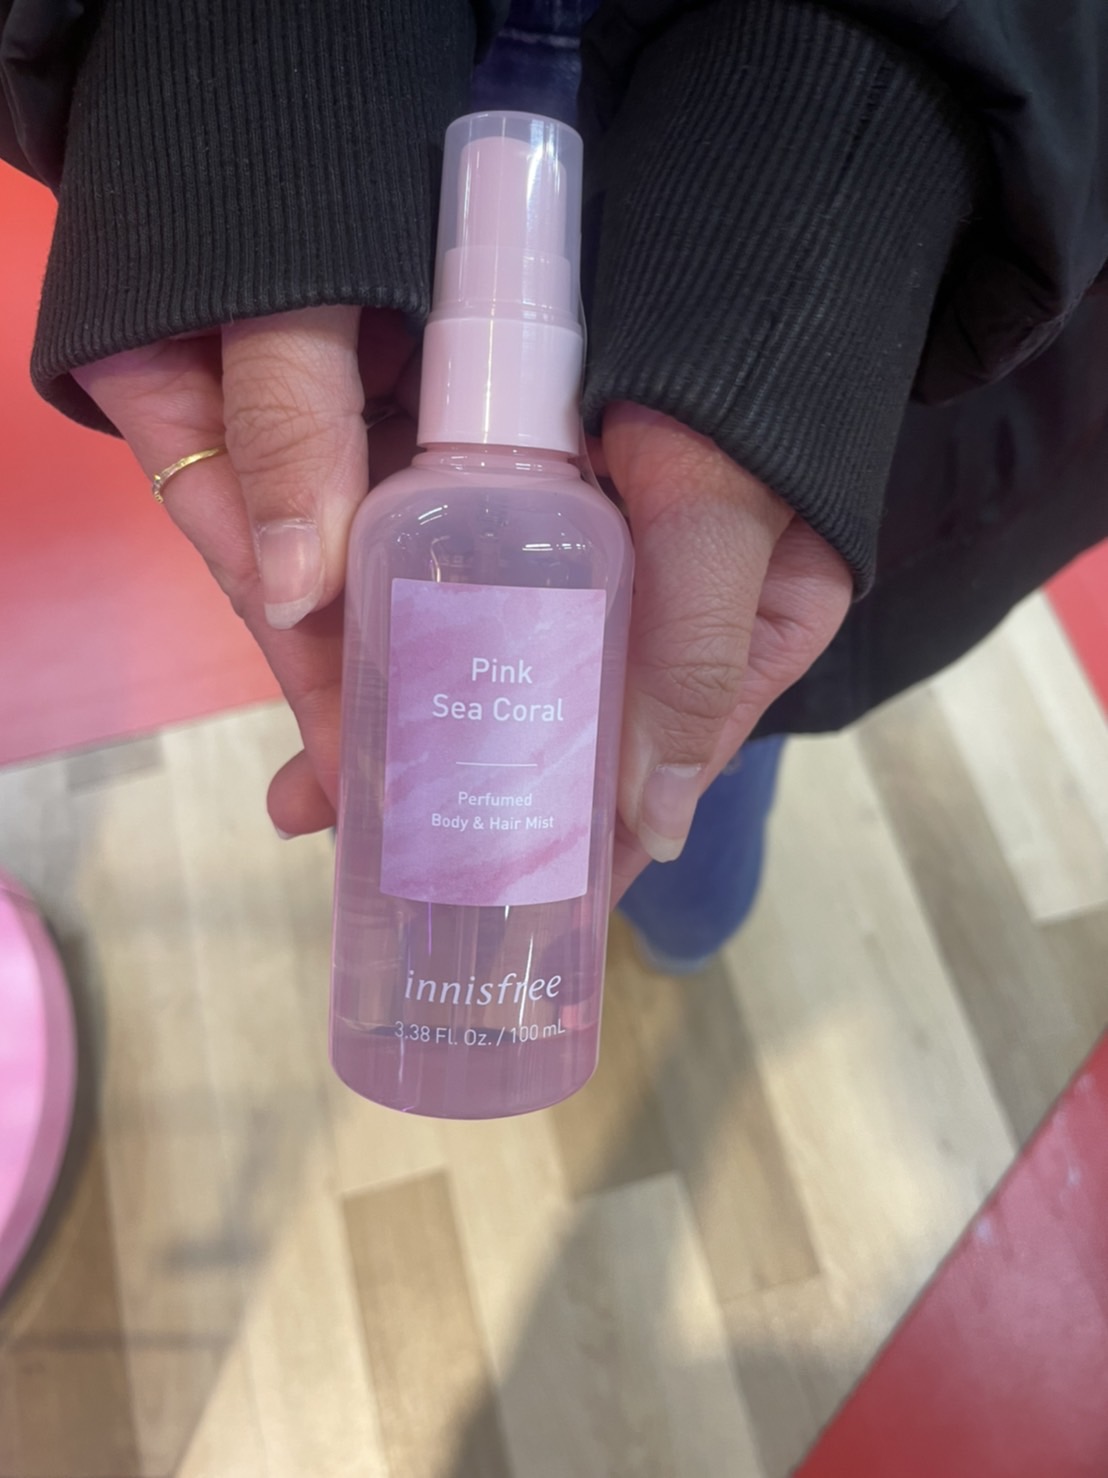 Pink
Sea Coral
Perfumed
Body & Hair Mist
innisfree
3.38 Fl. Oz. / 100 mL